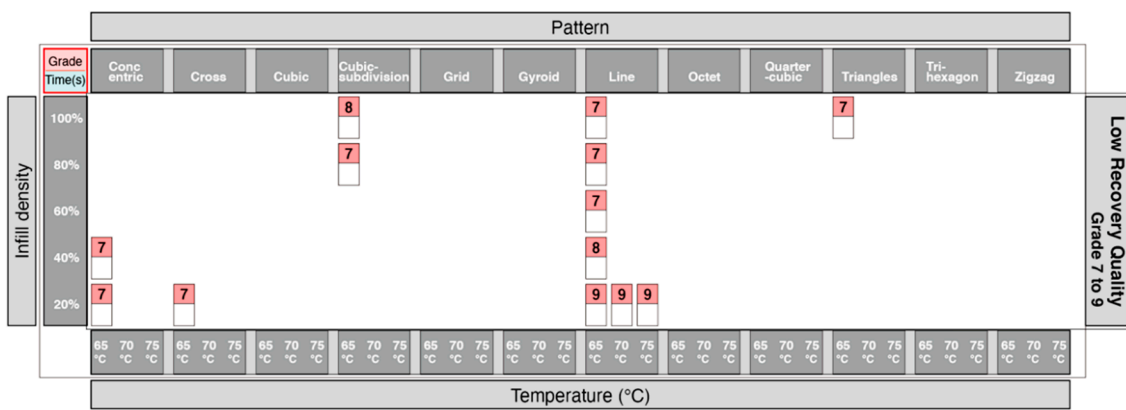 Pattern
Grade
Time(s)
Conc
entric
Cross
Cubic
Cubic-
subdivision
Grid
Gyroid
Line
Octet
Quarter
-cubic
Triangles
Tri-
hexagon
Zigzag
Infill density
100%
8
7
7
80%
7
7
60%
7
40%
7
8
20%
7
7
9
9
9
Low Recovery Quality
Grade 7 to 9
65 70 75 65 70 75 65 70 75 65 70 75 65 70 75 65 70 75 65 70 75 65 70 75 65 70 75 65 70 75 65 70 75 65 70 75
°C °C °C °C °C °C °C °C °C °C °C °C °C °C °C °C °C °C °C °C °C °C °C °C °C °C °C °C °C °C °C °C °C °C °C °C
Temperature (°C)